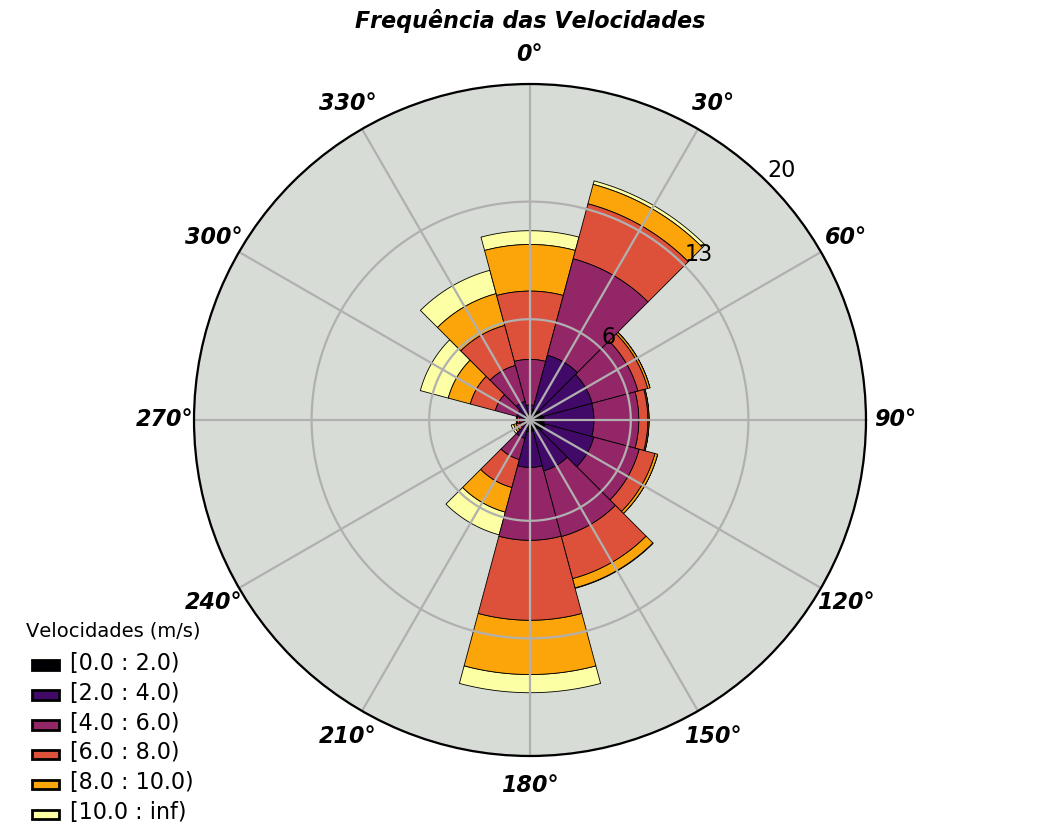 Frequência das Velocidades
0°
330°
30°
20
300°
60°
13
6
270°
90°
240°
120°
210°
150°
180°
Velocidades (m/s)
[0.0 : 2.0)
[2.0 : 4.0)
[4.0 : 6.0)
[6.0 : 8.0)
[8.0 : 10.0)
[10.0 : inf)